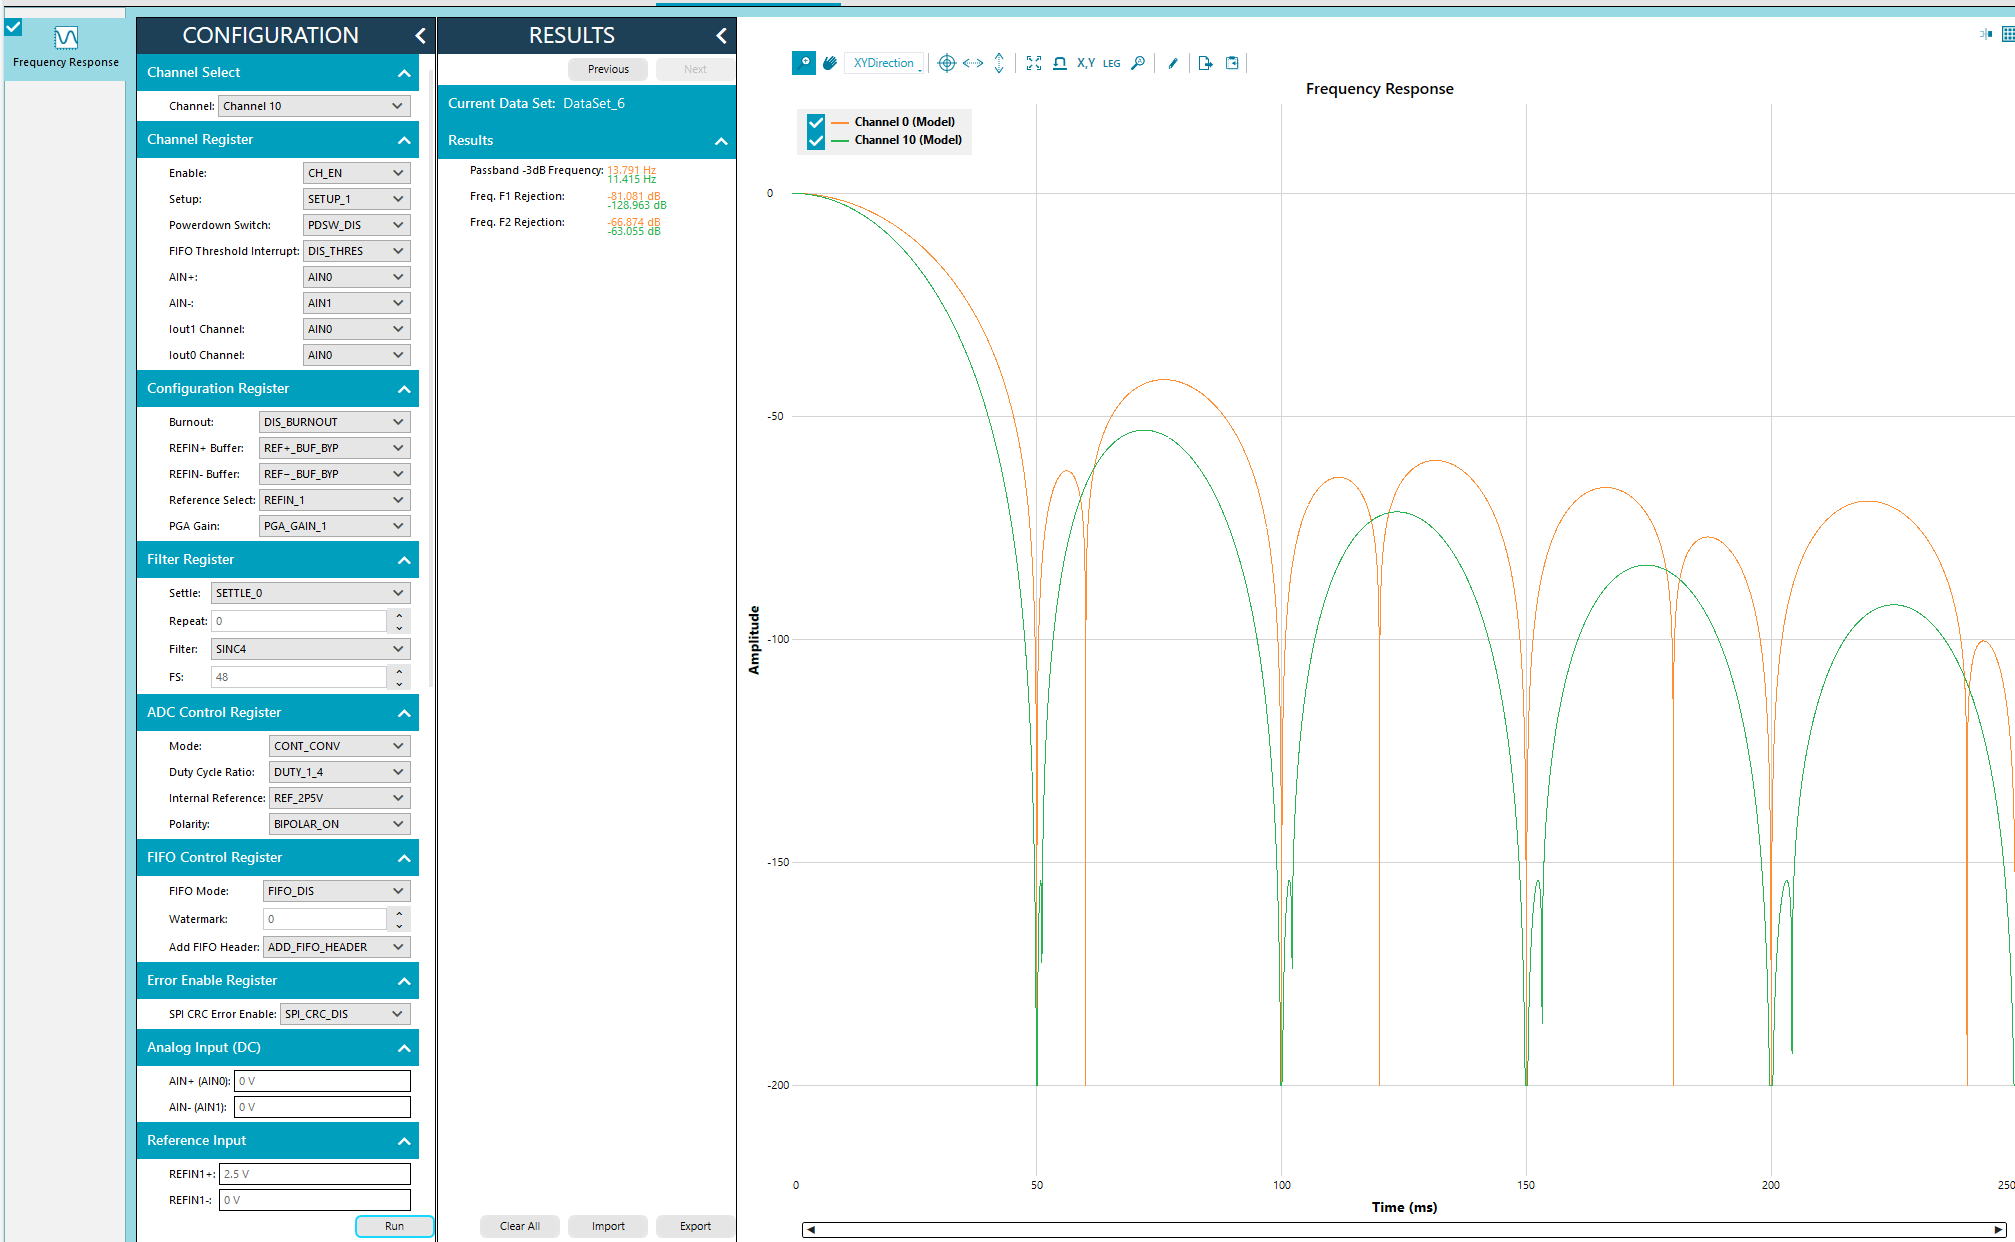 Frequency Response
CONFIGURATION
Channel Select
Channel: Channel 10
Channel Register
Enable: CH_EN
Setup: SETUP_1
Powerdown Switch: PDSW_DIS
FIFO Threshold Interrupt: DIS_THRES
AIN+: AIN0
AIN-: AIN1
Iout1 Channel: AIN0
Iout0 Channel: AIN0
Configuration Register
Burnout: DIS_BURNOUT
REFIN+ Buffer: REF+_BUF_BYP
REFIN- Buffer: REF−_BUF_BYP
Reference Select: REFIN_1
PGA Gain: PGA_GAIN_1
Filter Register
Settle: SETTLE_0
Repeat: 0
Filter: SINC4
FS: 48
ADC Control Register
Mode: CONT_CONV
Duty Cycle Ratio: DUTY_1_4
Internal Reference: REF_2P5V
Polarity: BIPOLAR_ON
FIFO Control Register
FIFO Mode: FIFO_DIS
Watermark: 0
Add FIFO Header: ADD_FIFO_HEADER
Error Enable Register
SPI CRC Error Enable: SPI_CRC_DIS
Analog Input (DC)
AIN+ (AIN0): 0 V
AIN- (AIN1): 0 V
Reference Input
REFIN1+: 2.5 V
REFIN1-: 0 V
Run
RESULTS
Previous Next
Current Data Set: DataSet_6
Results
Passband -3dB Frequency: 13.791 Hz
11.415 Hz
Freq. F1 Rejection: -81.081 dB
-128.963 dB
Freq. F2 Rejection: -66.874 dB
-63.055 dB
Clear All Import Export
XYDirection X,Y LEG
Frequency Response
Channel 0 (Model)
Channel 10 (Model)
0
-50
-100
-150
-200
Amplitude
0 50 100 150 200 250
Time (ms)